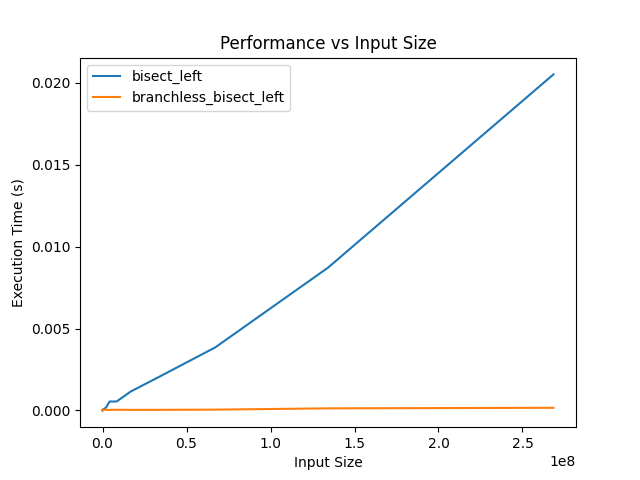 Performance vs Input Size
bisect_left
branchless_bisect_left
Execution Time (s)
0.020
0.015
0.010
0.005
0.000
0.0 0.5 1.0 1.5 2.0 2.5
1e8
Input Size